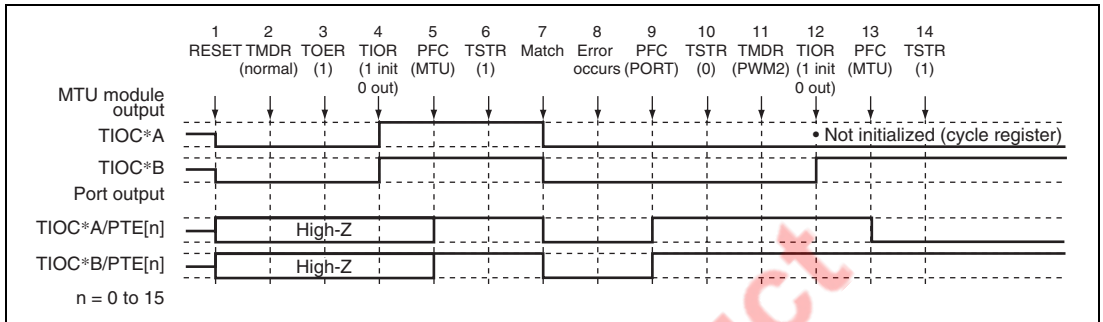 1 2 3 4 5 6 7 8 9 10 11 12 13 14
RESET TMDR TOER TIOR PFC TSTR Match Error PFC TSTR TMDR TIOR PFC TSTR
(normal) (1) (1 init (MTU) (1) occurs (PORT) (0) (PWM2) (1 init (MTU) (1)
0 out) 0 out)
MTU module
output
TIOC*A
• Not initialized (cycle register)
TIOC*B
Port output
TIOC*A/PTE[n]
High-Z
TIOC*B/PTE[n]
High-Z
n = 0 to 15
uct